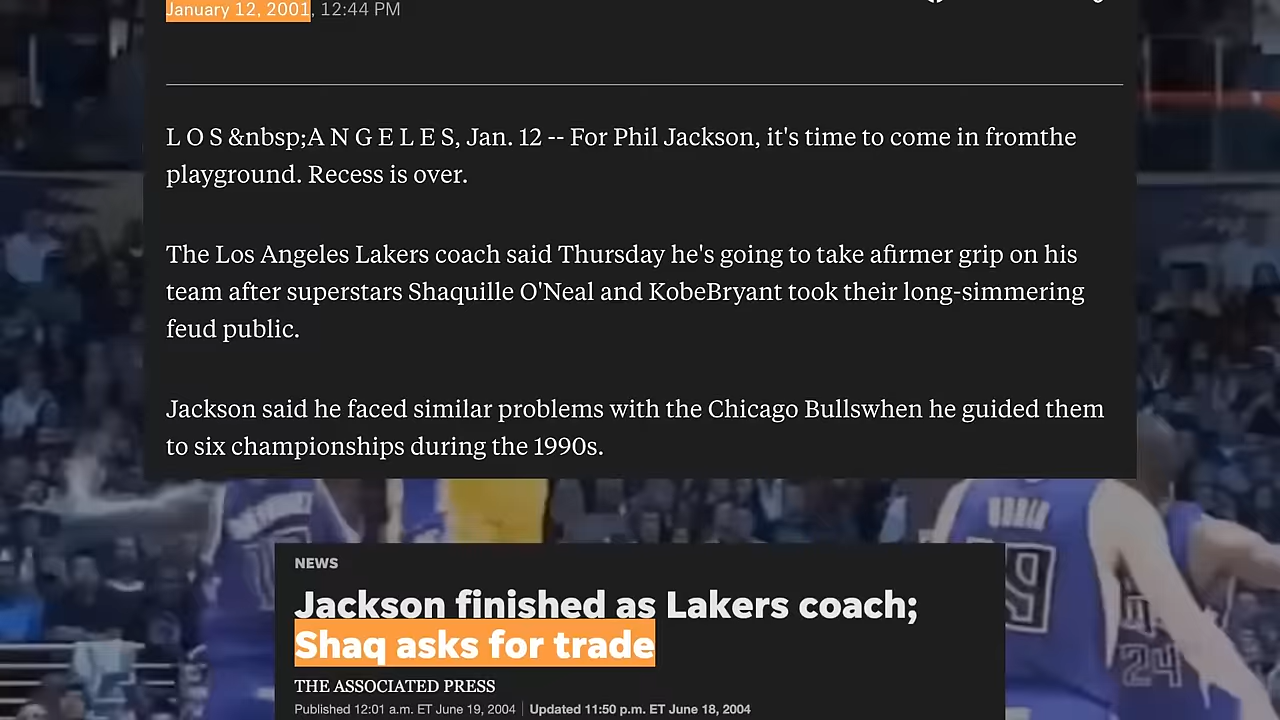 January 12, 2001, 12:44 PM
L O S &nbsp;A N G E L E S, Jan. 12 -- For Phil Jackson, it's time to come in fromthe
playground. Recess is over.
The Los Angeles Lakers coach said Thursday he's going to take afirmer grip on his
team after superstars Shaquille O'Neal and KobeBryant took their long-simmering
feud public.
Jackson said he faced similar problems with the Chicago Bullswhen he guided them
to six championships during the 1990s.
NEWS
Jackson finished as Lakers coach;
Shaq asks for trade
THE ASSOCIATED PRESS
Published 12:01 a.m. ET June 19, 2004 | Updated 11:50 p.m. ET June 18, 2004
24